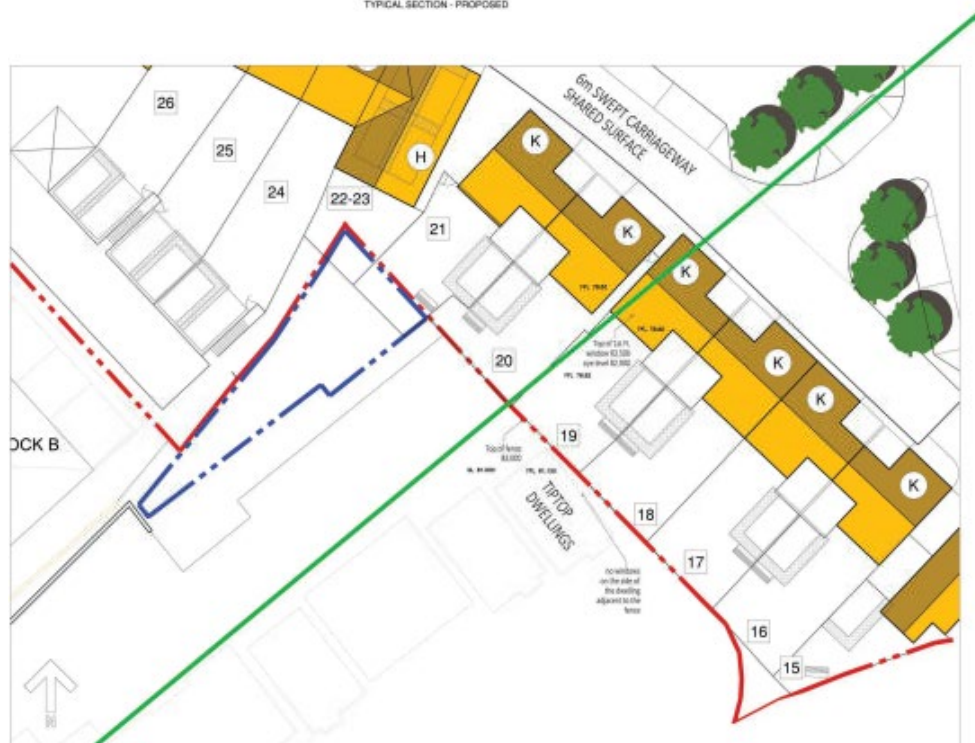 TYPICAL SECTION - PROPOSED
6m SWEPT CARRIAGEWAY
SHARED SURFACE
26
25
24
22-23
H
21
K
K
K
K
K
K
20
19
18
17
16
15
OCK B
Top of fence
TIPTOP
DWELLINGS
no windows
on the side of
the dwelling
adjacent to the
fence